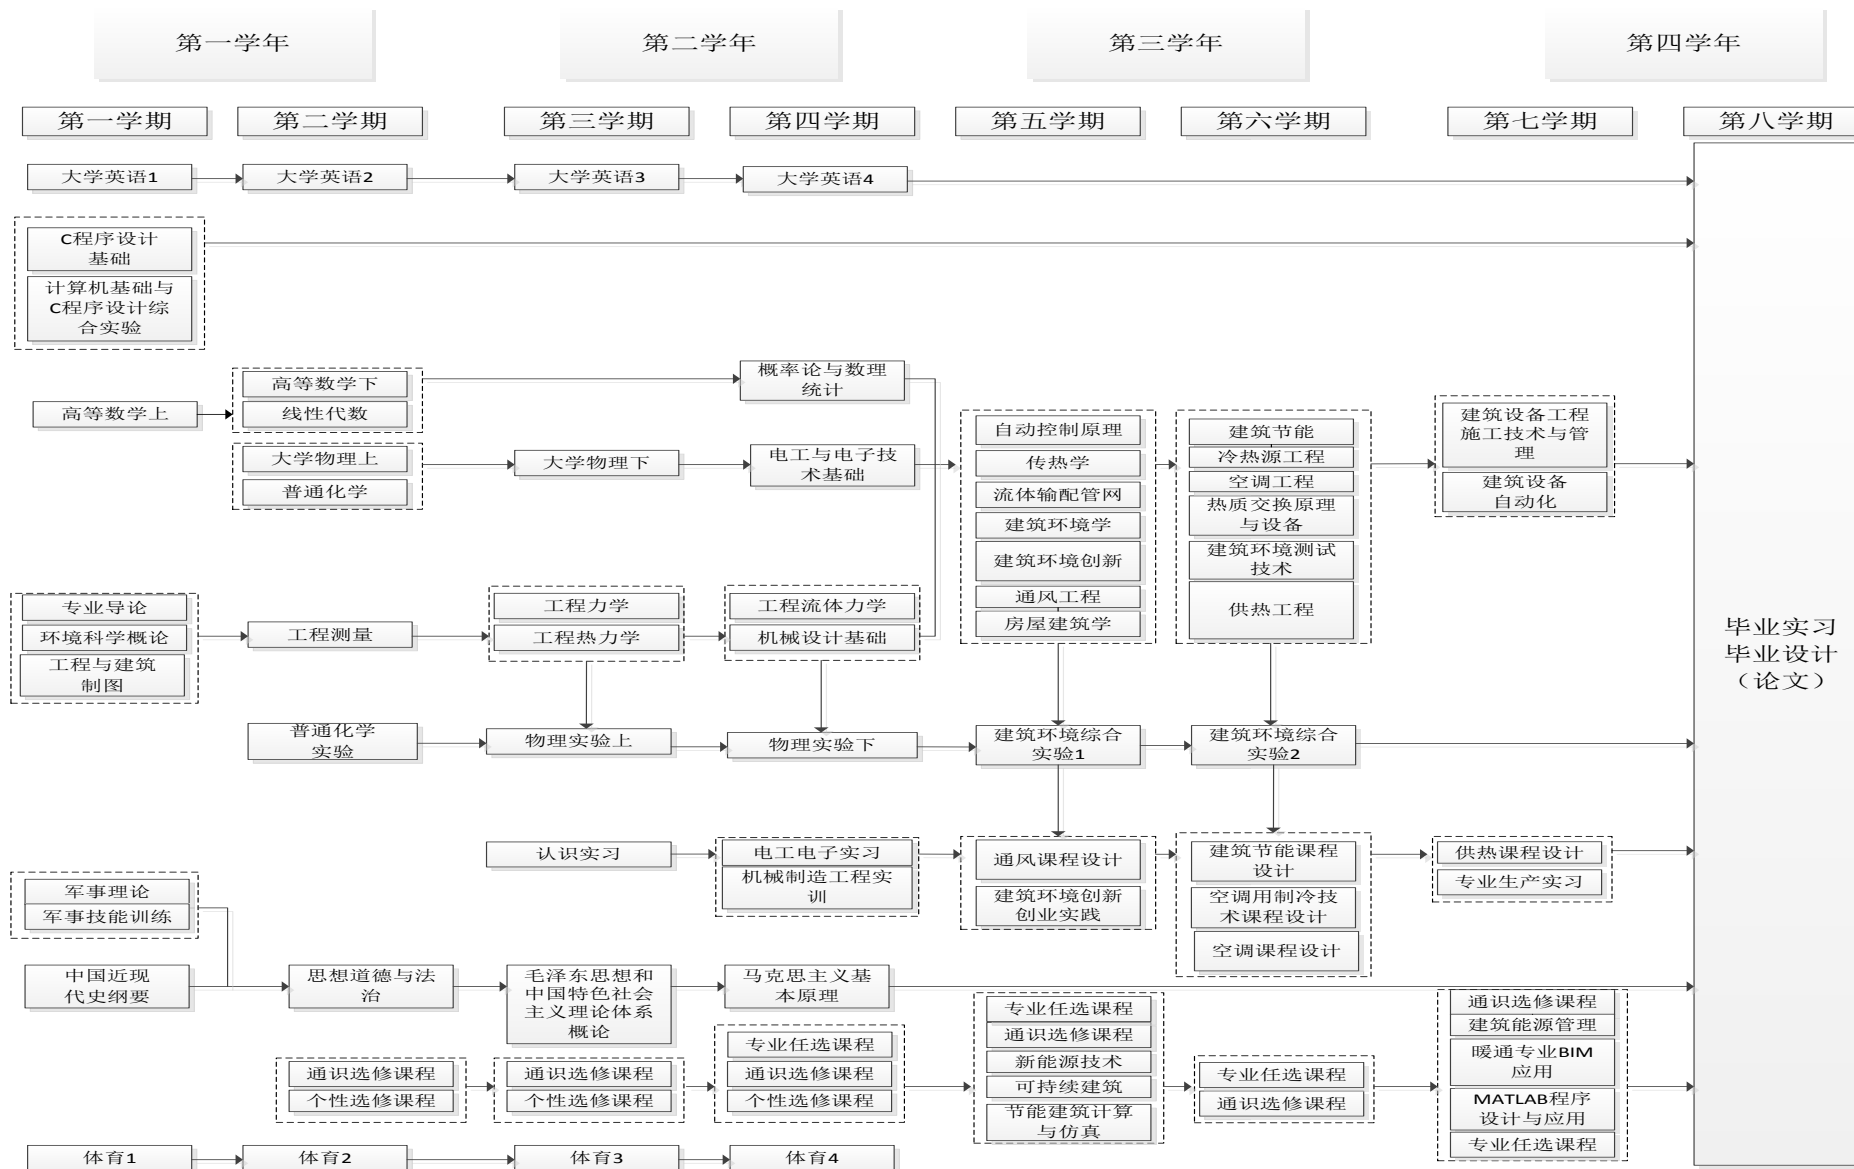 第一学年
第二学年
第三学年
第四学年
第一学期
第二学期
第三学期
第四学期
第五学期
第六学期
第七学期
第八学期
大学英语1
大学英语2
大学英语3
大学英语4
C程序设计
基础
计算机基础与
C程序设计综
合实验
高等数学上
高等数学下
线性代数
概率论与数理
统计
大学物理上
普通化学
大学物理下
电工与电子技
术基础
自动控制原理
传热学
流体输配管网
建筑环境学
建筑环境创新
通风工程
房屋建筑学
建筑节能
冷热源工程
空调工程
热质交换原理
与设备
建筑环境测试
技术
供热工程
建筑设备工程
施工技术与管
理
建筑设备
自动化
专业导论
环境科学概论
工程与建筑
制图
工程测量
工程力学
工程热力学
工程流体力学
机械设计基础
毕业实习
毕业设计
（论文）
普通化学
实验
物理实验上
物理实验下
建筑环境综合
实验1
建筑环境综合
实验2
认识实习
电工电子实习
机械制造工程实
训
通风课程设计
建筑环境创新
创业实践
建筑节能课程
设计
空调用制冷技
术课程设计
空调课程设计
供热课程设计
专业生产实习
军事理论
军事技能训练
中国近现
代史纲要
思想道德与法
治
毛泽东思想和
中国特色社会
主义理论体系
概论
马克思主义基
本原理
通识选修课程
个性选修课程
通识选修课程
个性选修课程
专业任选课程
通识选修课程
个性选修课程
专业任选课程
通识选修课程
新能源技术
可持续建筑
节能建筑计算
与仿真
专业任选课程
通识选修课程
通识选修课程
建筑能源管理
暖通专业BIM
应用
MATLAB程序
设计与应用
专业任选课程
体育1
体育2
体育3
体育4